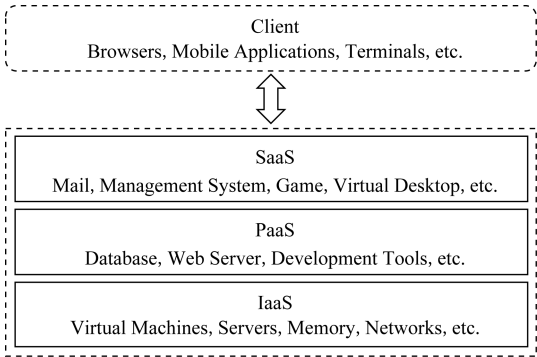 Client
Browsers, Mobile Applications, Terminals, etc.
SaaS
Mail, Management System, Game, Virtual Desktop, etc.
PaaS
Database, Web Server, Development Tools, etc.
IaaS
Virtual Machines, Servers, Memory, Networks, etc.